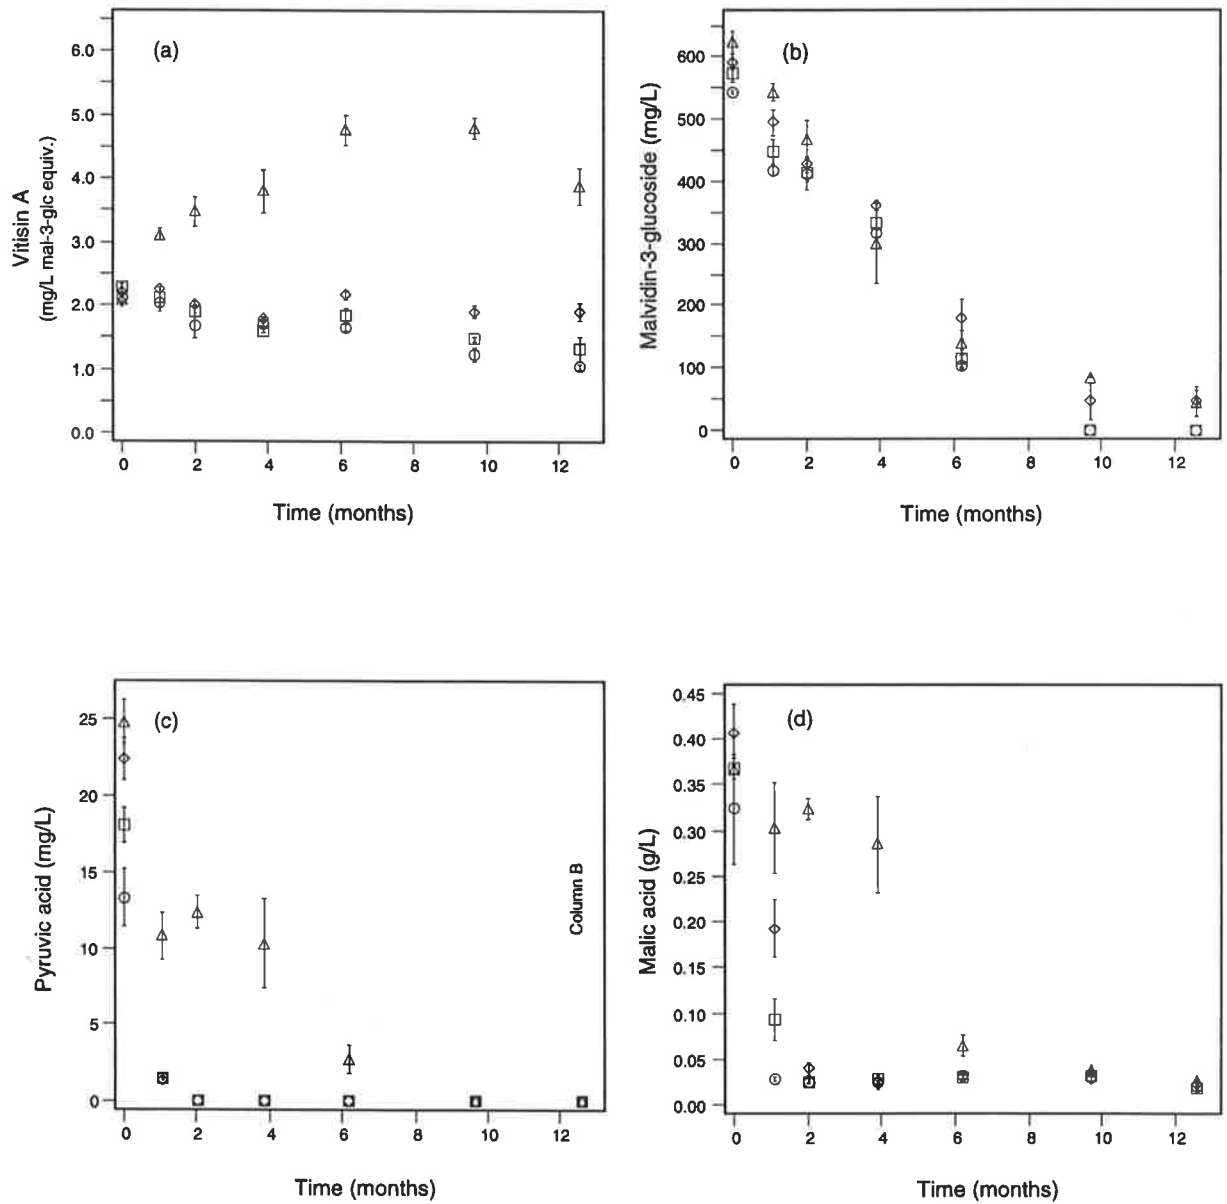 (a)
6.0
5.0
4.0
3.0
2.0
1.0
0.0
Vitisin A
(mg/L mal-3-glc equiv.)
0 2 4 6 8 10 12
Time (months)
(b)
600
500
400
300
200
100
0
Malvidin-3-glucoside (mg/L)
0 2 4 6 8 10 12
Time (months)
(c)
25
20
15
10
5
0
Pyruvic acid (mg/L)
Column B
0 2 4 6 8 10 12
Time (months)
(d)
0.45
0.40
0.35
0.30
0.25
0.20
0.15
0.10
0.05
0.00
Malic acid (g/L)
0 2 4 6 8 10 12
Time (months)